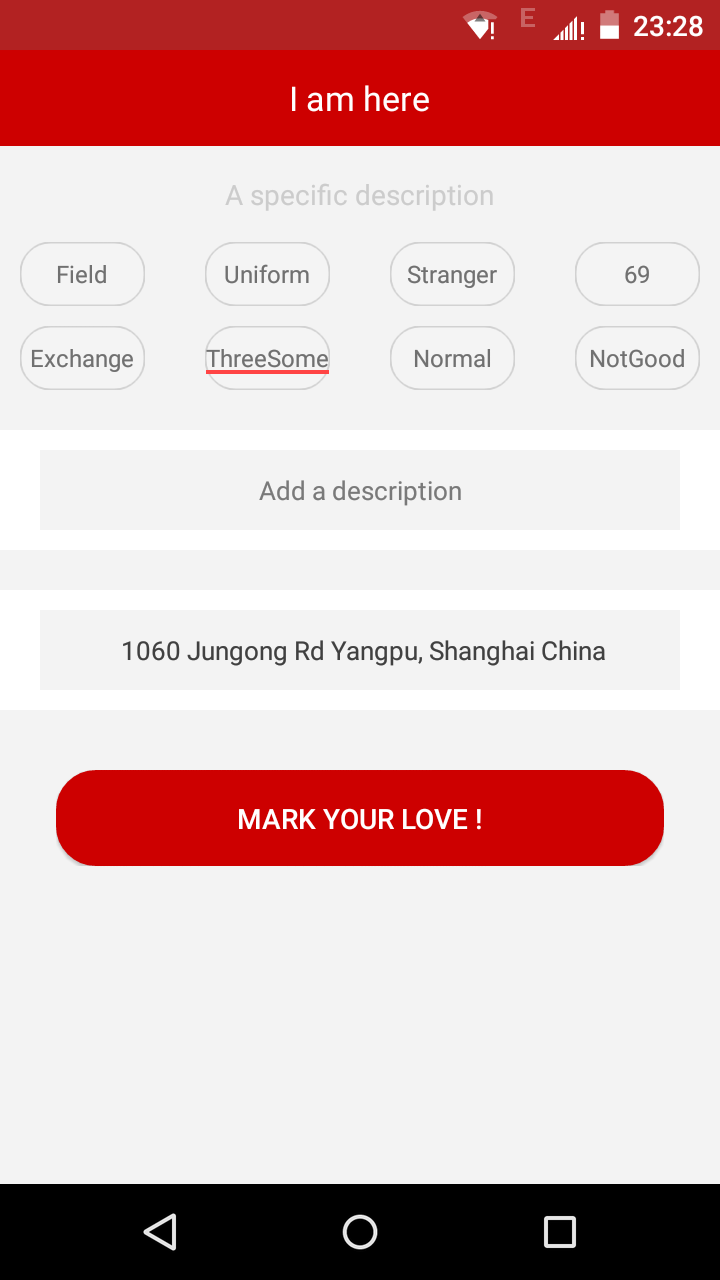 E 23:28
I am here
A specific description
Field Uniform Stranger 69
Exchange ThreeSome Normal NotGood
Add a description
1060 Jungong Rd Yangpu, Shanghai China
MARK YOUR LOVE !